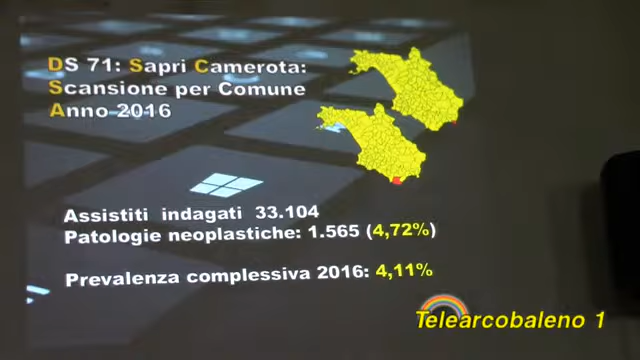 DS 71: Sapri Camerota:
Scansione per Comune
Anno 2016
Assistiti indagati 33.104
Patologie neoplastiche: 1.565 (4,72%)
Prevalenza complessiva 2016: 4,11%
Telearcobaleno 1